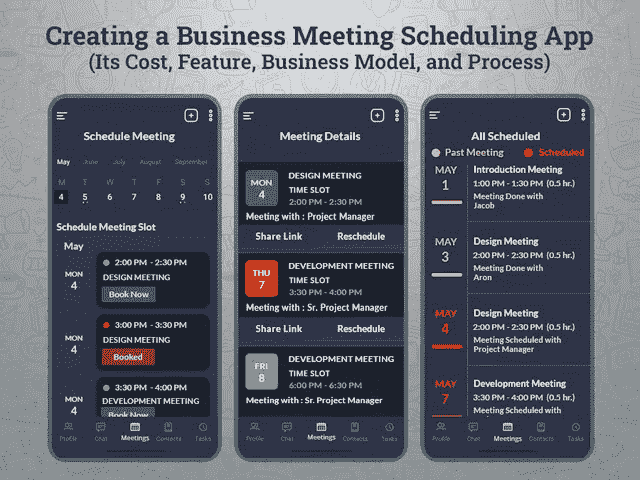 Creating a Business Meeting Scheduling App
(Its Cost, Feature, Business Model, and Process)
Schedule Meeting
May June July August September
M T W T F S S
4 5 6 7 8 9 10
Schedule Meeting Slot
May
MON
4
2:00 PM - 2:30 PM
DESIGN MEETING
Book Now
MON
4
3:00 PM - 3:30 PM
DESIGN MEETING
Booked
MON
4
3:30 PM - 4:00 PM
DEVELOPMENT MEETING
Book Now
Profile Chat Meetings Contacts Tasks
Meeting Details
MON
4
DESIGN MEETING
TIME SLOT
2:00 PM - 2:30 PM
Meeting with : Project Manager
Share Link Reschedule
THU
7
DEVELOPMENT MEETING
TIME SLOT
3:30 PM - 4:00 PM
Meeting with : Sr. Project Manager
Share Link Reschedule
FRI
8
DEVELOPMENT MEETING
TIME SLOT
6:00 PM - 6:30 PM
Meeting with : Sr. Project Manager
Profile Chat Meetings Contacts Tasks
All Scheduled
Past Meeting Scheduled
MAY
1
Introduction Meeting
1:00 PM - 1:30 PM (0.5 hr.)
Meeting Done with
Jacob
MAY
3
Design Meeting
2:00 PM - 2:30 PM (0.5 hr.)
Meeting Done with
Aron
MAY
4
Design Meeting
2:00 PM - 2:30 PM (0.5 hr.)
Meeting Scheduled with
Project Manager
MAY
7
Development Meeting
3:30 PM - 4:00 PM (0.5 hr.)
Meeting Scheduled with
Profile Chat Meetings Contacts Tasks